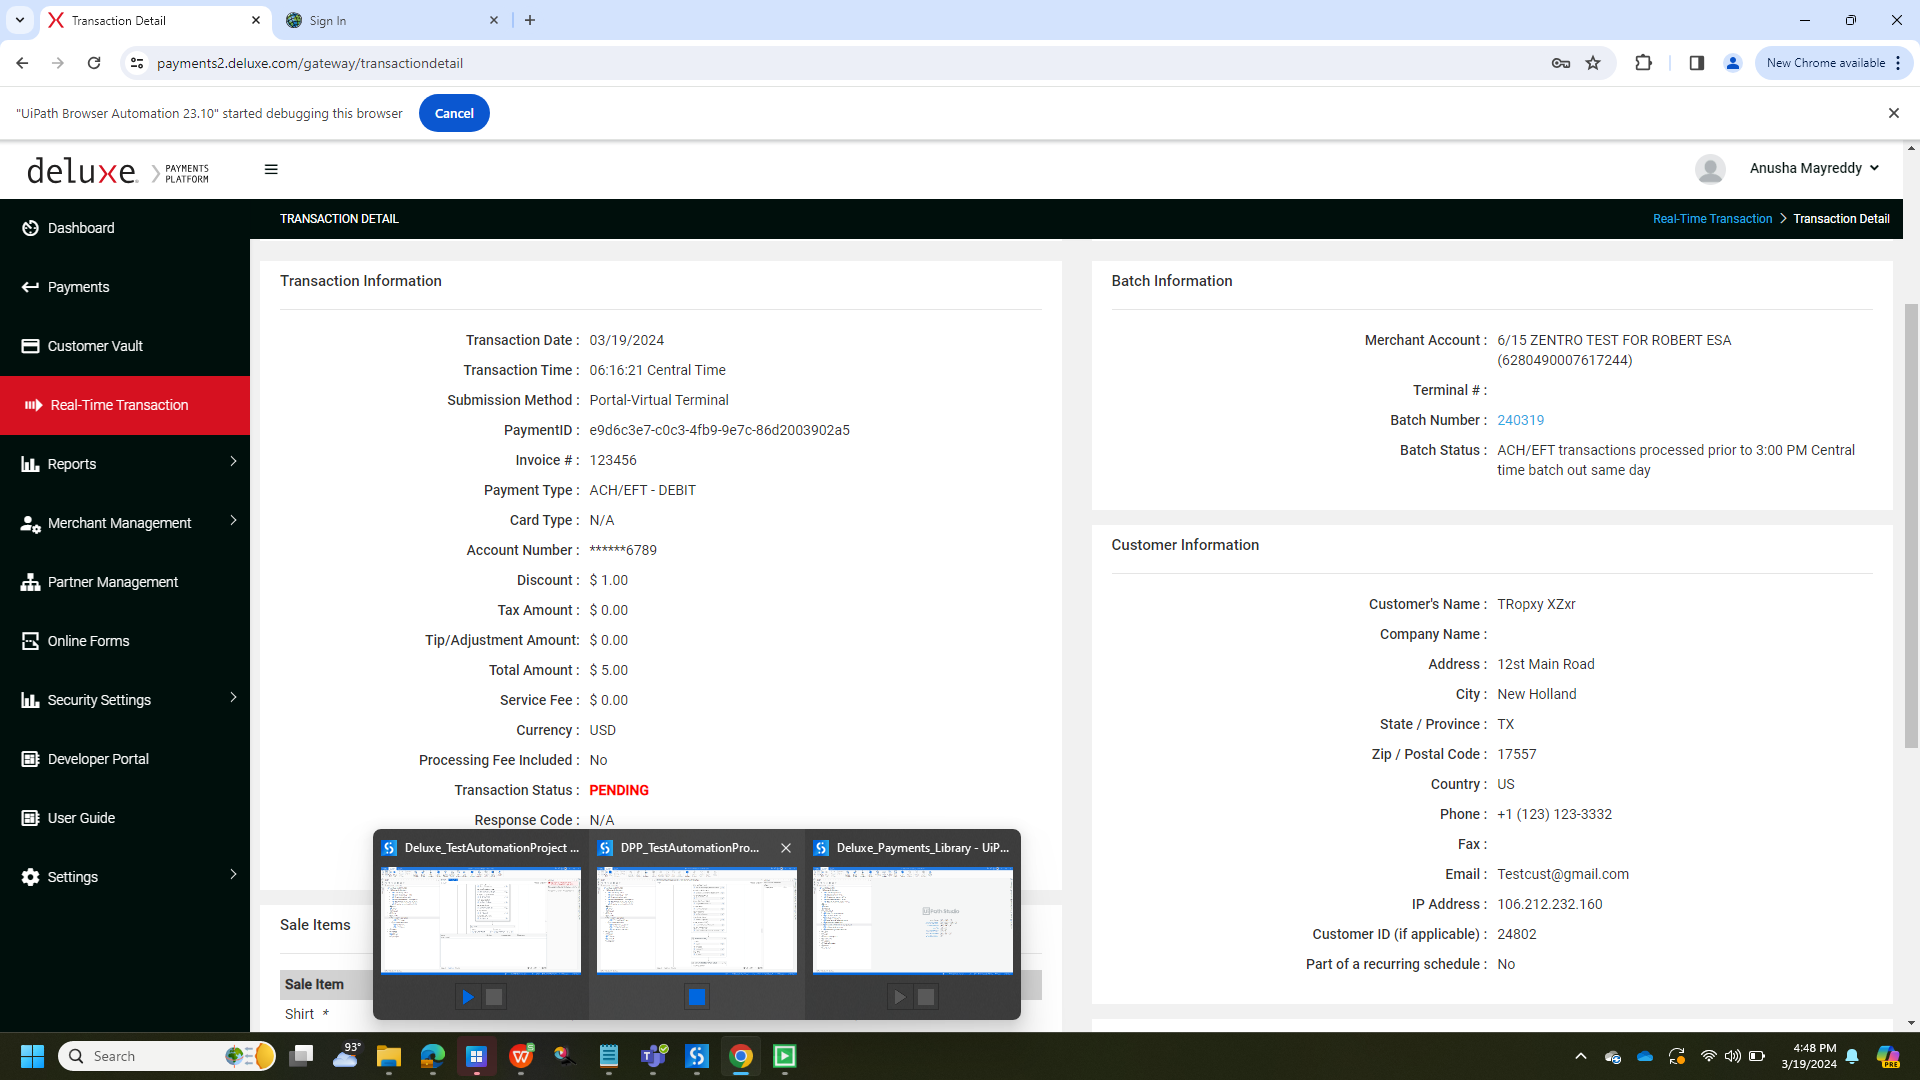 Transaction Detail
Sign In
payments2.deluxe.com/gateway/transactiondetail
New Chrome available
"UiPath Browser Automation 23.10" started debugging this browser
Cancel
deluxe. PAYMENTS PLATFORM
Anusha Mayreddy
TRANSACTION DETAIL
Real-Time Transaction > Transaction Detail
Dashboard
Payments
Customer Vault
Real-Time Transaction
Reports
Merchant Management
Partner Management
Online Forms
Security Settings
Developer Portal
User Guide
Settings
Transaction Information
Transaction Date : 03/19/2024
Transaction Time : 06:16:21 Central Time
Submission Method : Portal-Virtual Terminal
PaymentID : e9d6c3e7-c0c3-4fb9-9e7c-86d2003902a5
Invoice # : 123456
Payment Type : ACH/EFT - DEBIT
Card Type : N/A
Account Number : ******6789
Discount : $ 1.00
Tax Amount : $ 0.00
Tip/Adjustment Amount: $ 0.00
Total Amount : $ 5.00
Service Fee : $ 0.00
Currency : USD
Processing Fee Included : No
Transaction Status : PENDING
Response Code : N/A
Sale Items
Sale Item
Shirt *
Batch Information
Merchant Account : 6/15 ZENTRO TEST FOR ROBERT ESA
(6280490007617244)
Terminal # :
Batch Number : 240319
Batch Status : ACH/EFT transactions processed prior to 3:00 PM Central
time batch out same day
Customer Information
Customer's Name : TRopxy XZxr
Company Name :
Address : 12st Main Road
City : New Holland
State / Province : TX
Zip / Postal Code : 17557
Country : US
Phone : +1 (123) 123-3332
Fax :
Email : Testcust@gmail.com
IP Address : 106.212.232.160
Customer ID (if applicable) : 24802
Part of a recurring schedule : No
Deluxe_TestAutomationProject ...
DPP_TestAutomationPro...
Deluxe_Payments_Library - UiP...
Search
93°
4:48 PM
3/19/2024